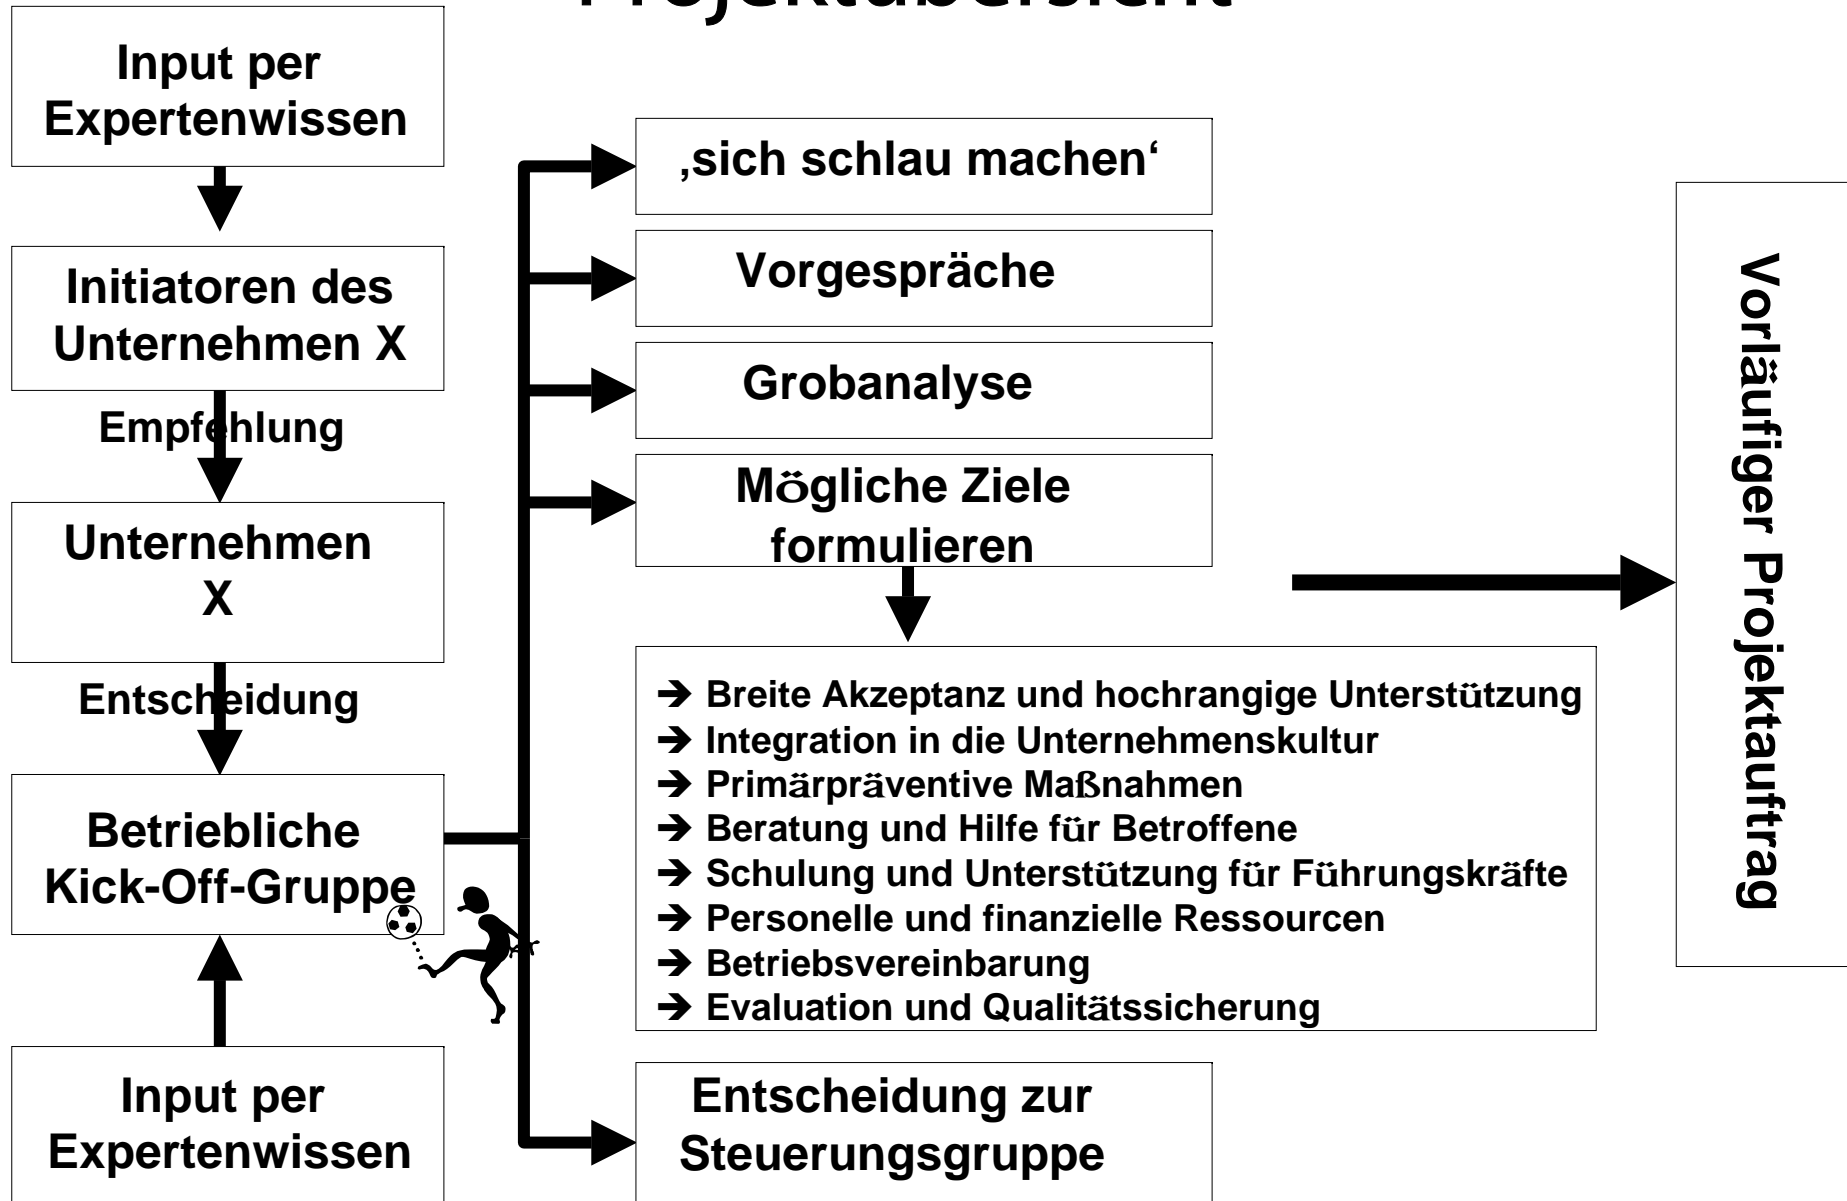 Projektübersicht
Input per
Expertenwissen
Initiatoren des
Unternehmen X
Empfehlung
Unternehmen
X
Entscheidung
Betriebliche
Kick-Off-Gruppe
Input per
Expertenwissen
‚sich schlau machen‘
Vorgespräche
Grobanalyse
Mögliche Ziele
formulieren
➔ Breite Akzeptanz und hochrangige Unterstützung
➔ Integration in die Unternehmenskultur
➔ Primärpräventive Maßnahmen
➔ Beratung und Hilfe für Betroffene
➔ Schulung und Unterstützung für Führungskräfte
➔ Personelle und finanzielle Ressourcen
➔ Betriebsvereinbarung
➔ Evaluation und Qualitätssicherung
Entscheidung zur
Steuerungsgruppe
Vorläufiger Projektauftrag